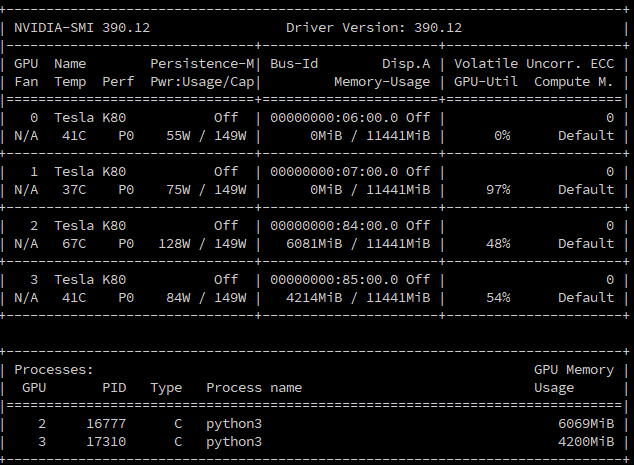 +-----------------------------------------------------------------------------+
| NVIDIA-SMI 390.12                 Driver Version: 390.12                    |
|-------------------------------+----------------------+----------------------+
| GPU  Name        Persistence-M| Bus-Id        Disp.A | Volatile Uncorr. ECC |
| Fan  Temp  Perf  Pwr:Usage/Cap|         Memory-Usage | GPU-Util  Compute M. |
|===============================+======================+======================|
|   0  Tesla K80           Off  | 00000000:06:00.0 Off |                    0 |
| N/A   41C    P0    55W / 149W |      0MiB / 11441MiB |      0%      Default |
+-------------------------------+----------------------+----------------------+
|   1  Tesla K80           Off  | 00000000:07:00.0 Off |                    0 |
| N/A   37C    P0    75W / 149W |      0MiB / 11441MiB |     97%      Default |
+-------------------------------+----------------------+----------------------+
|   2  Tesla K80           Off  | 00000000:84:00.0 Off |                    0 |
| N/A   67C    P0   128W / 149W |   6081MiB / 11441MiB |     48%      Default |
+-------------------------------+----------------------+----------------------+
|   3  Tesla K80           Off  | 00000000:85:00.0 Off |                    0 |
| N/A   41C    P0    84W / 149W |   4214MiB / 11441MiB |     54%      Default |
+-------------------------------+----------------------+----------------------+

+-----------------------------------------------------------------------------+
| Processes:                                                       GPU Memory |
|  GPU       PID   Type   Process name                             Usage      |
|=============================================================================|
|    2     16777      C   python3                                     6069MiB |
|    3     17310      C   python3                                     4200MiB |
+-----------------------------------------------------------------------------+